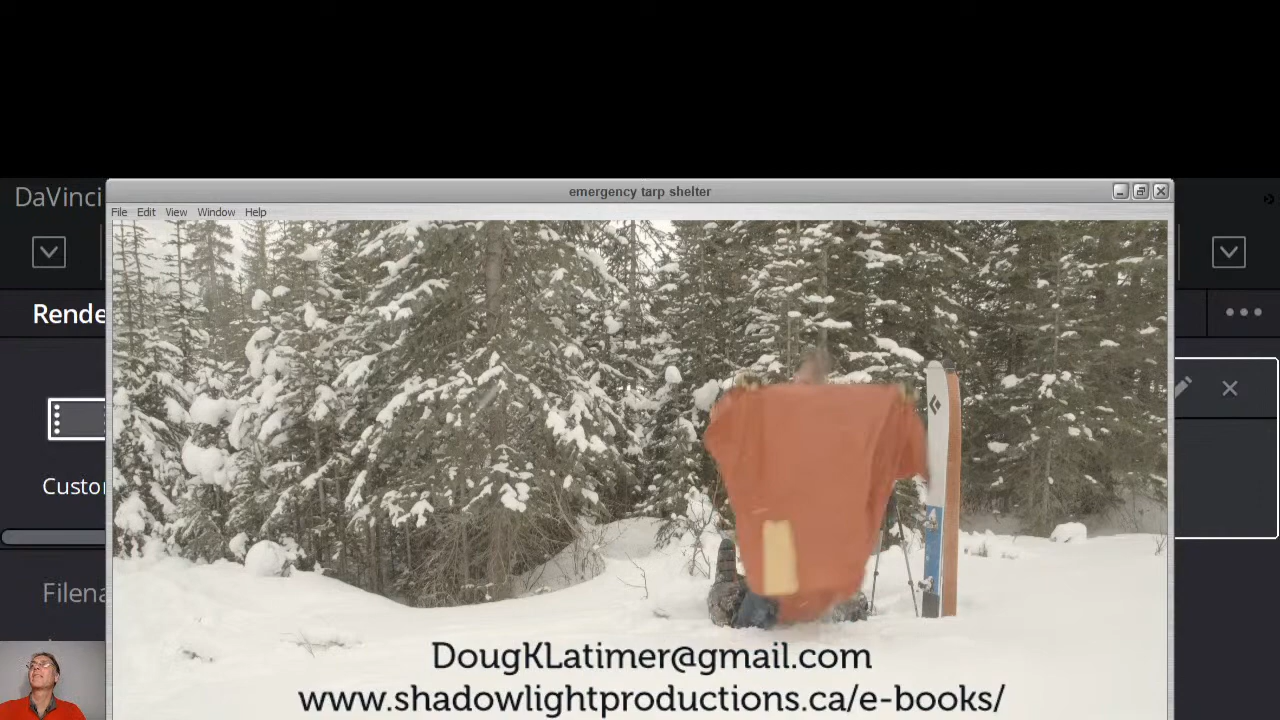 emergency tarp shelter
DaVinci
File Edit View Window Help
Rende
Custo
Filena
DougKLatimer@gmail.com
www.shadowlightproductions.ca/e-books/